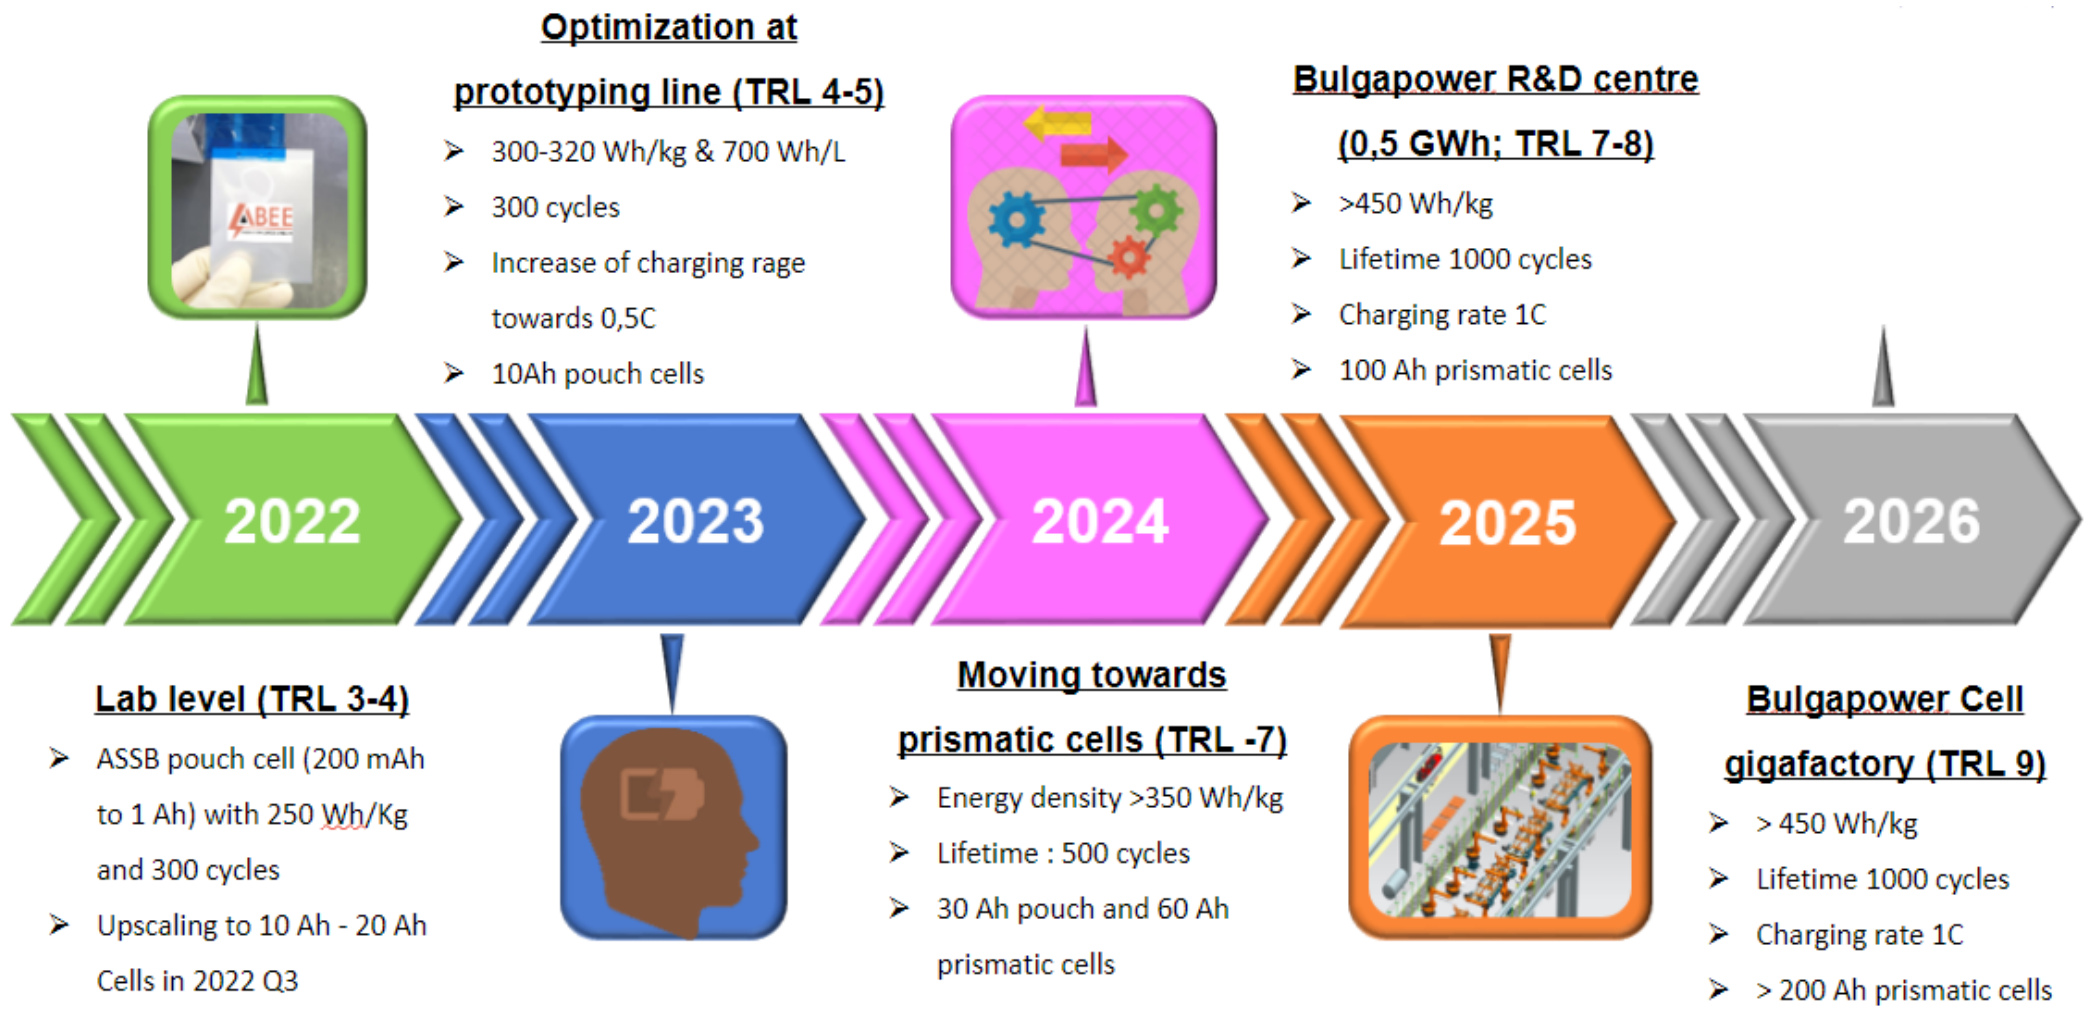 Optimization at
prototyping line (TRL 4-5)
➢ 300-320 Wh/kg & 700 Wh/L
➢ 300 cycles
➢ Increase of charging rage
towards 0,5C
➢ 10Ah pouch cells
Bulgapower R&D centre
(0,5 GWh; TRL 7-8)
➢ >450 Wh/kg
➢ Lifetime 1000 cycles
➢ Charging rate 1C
➢ 100 Ah prismatic cells
ABEE
2022
2023
2024
2025
2026
Lab level (TRL 3-4)
➢ ASSB pouch cell (200 mAh
to 1 Ah) with 250 Wh/Kg
and 300 cycles
➢ Upscaling to 10 Ah - 20 Ah
Cells in 2022 Q3
Moving towards
prismatic cells (TRL -7)
➢ Energy density >350 Wh/kg
➢ Lifetime : 500 cycles
➢ 30 Ah pouch and 60 Ah
prismatic cells
Bulgapower Cell
gigafactory (TRL 9)
➢ > 450 Wh/kg
➢ Lifetime 1000 cycles
➢ Charging rate 1C
➢ > 200 Ah prismatic cells